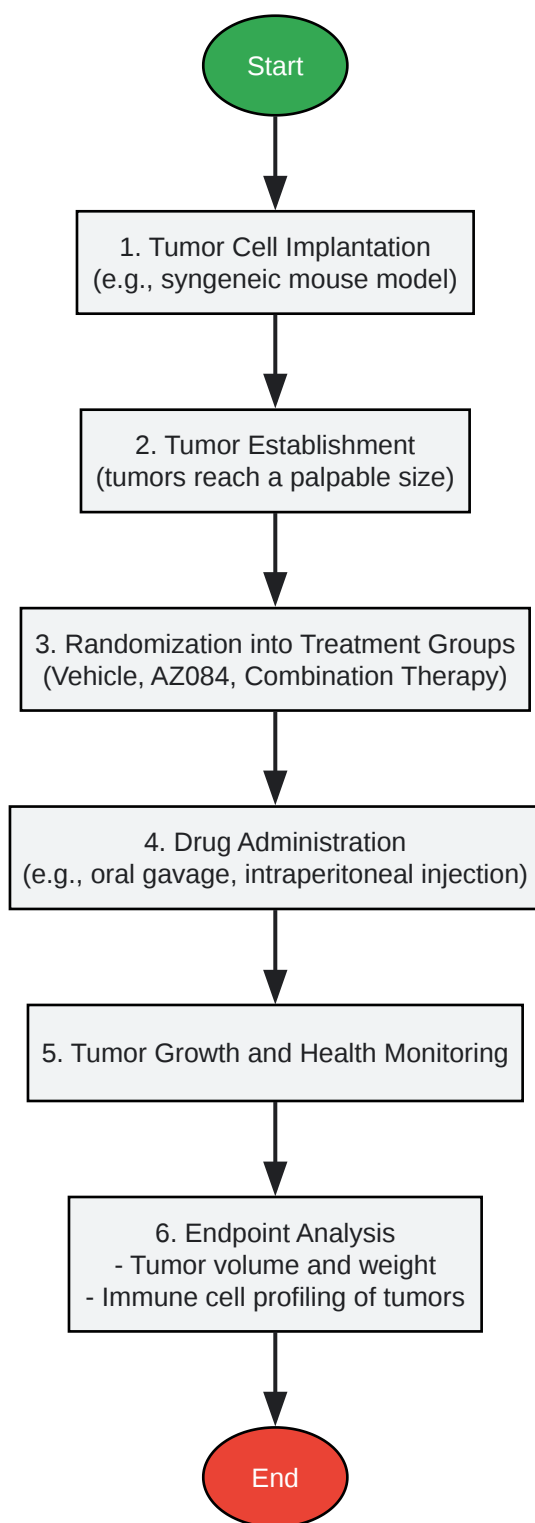 Start
1. Tumor Cell Implantation
(e.g., syngeneic mouse model)
2. Tumor Establishment
(tumors reach a palpable size)
3. Randomization into Treatment Groups
(Vehicle, AZ084, Combination Therapy)
4. Drug Administration
(e.g., oral gavage, intraperitoneal injection)
5. Tumor Growth and Health Monitoring
6. Endpoint Analysis
- Tumor volume and weight
- Immune cell profiling of tumors
End